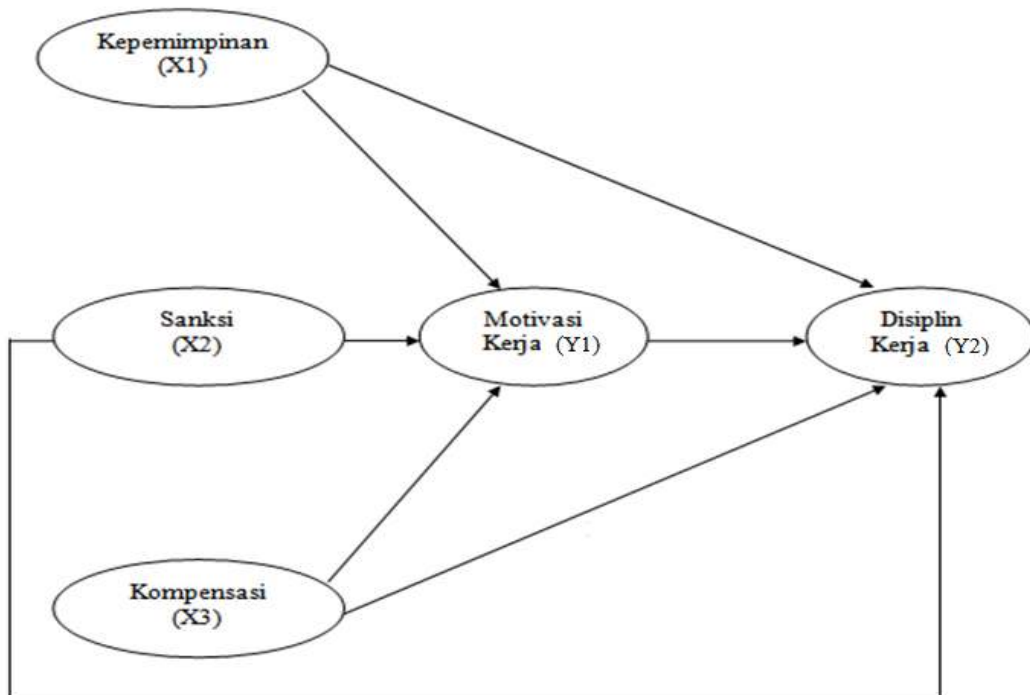 Kepemimpinan
(X1)
Sanksi
(X2)
Motivasi
Kerja (Y1)
Disiplin
Kerja (Y2)
Kompensasi
(X3)